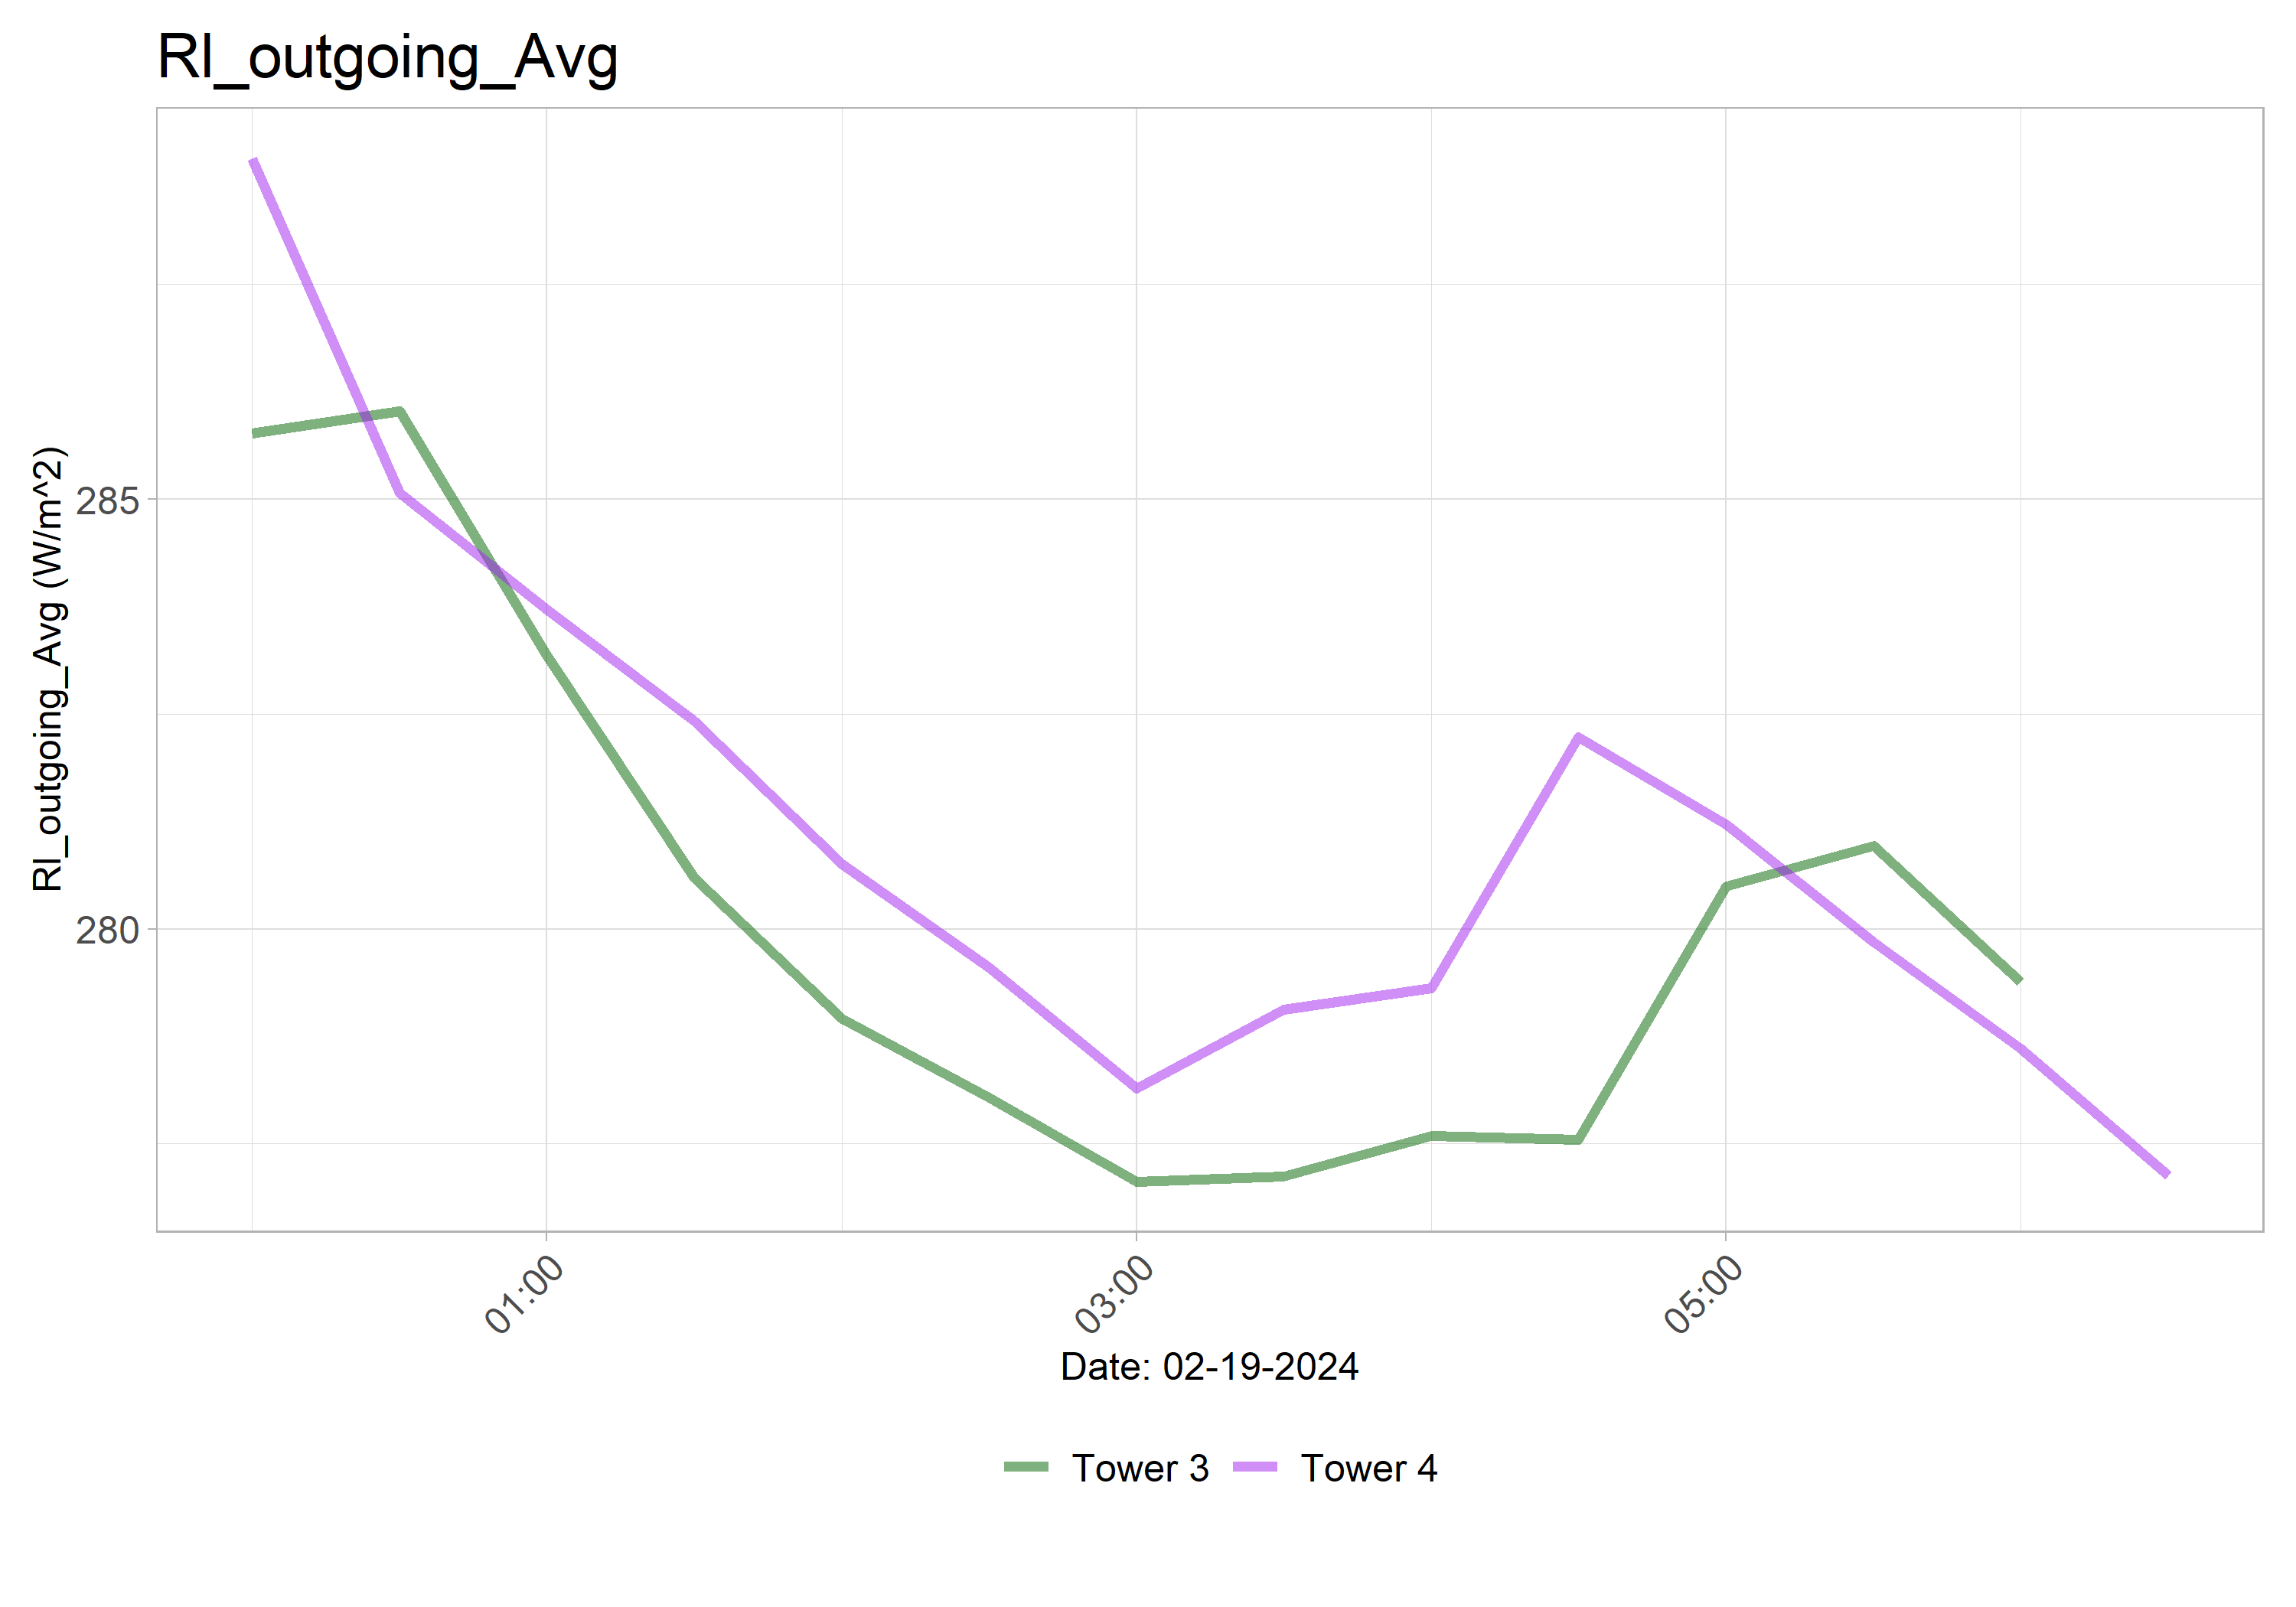 Rl_outgoing_Avg
Rl_outgoing_Avg (W/m^2)
285
280
01:00
03:00
05:00
Date: 02-19-2024
Tower 3
Tower 4